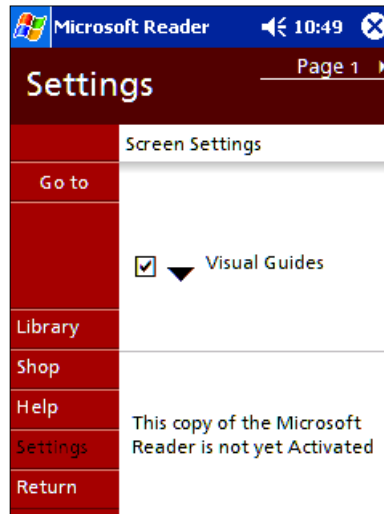 Microsoft Reader 10:49
Settings
Page 1
Screen Settings
Go to
Visual Guides
Library
Shop
Help
Settings
Return
This copy of the Microsoft
Reader is not yet Activated